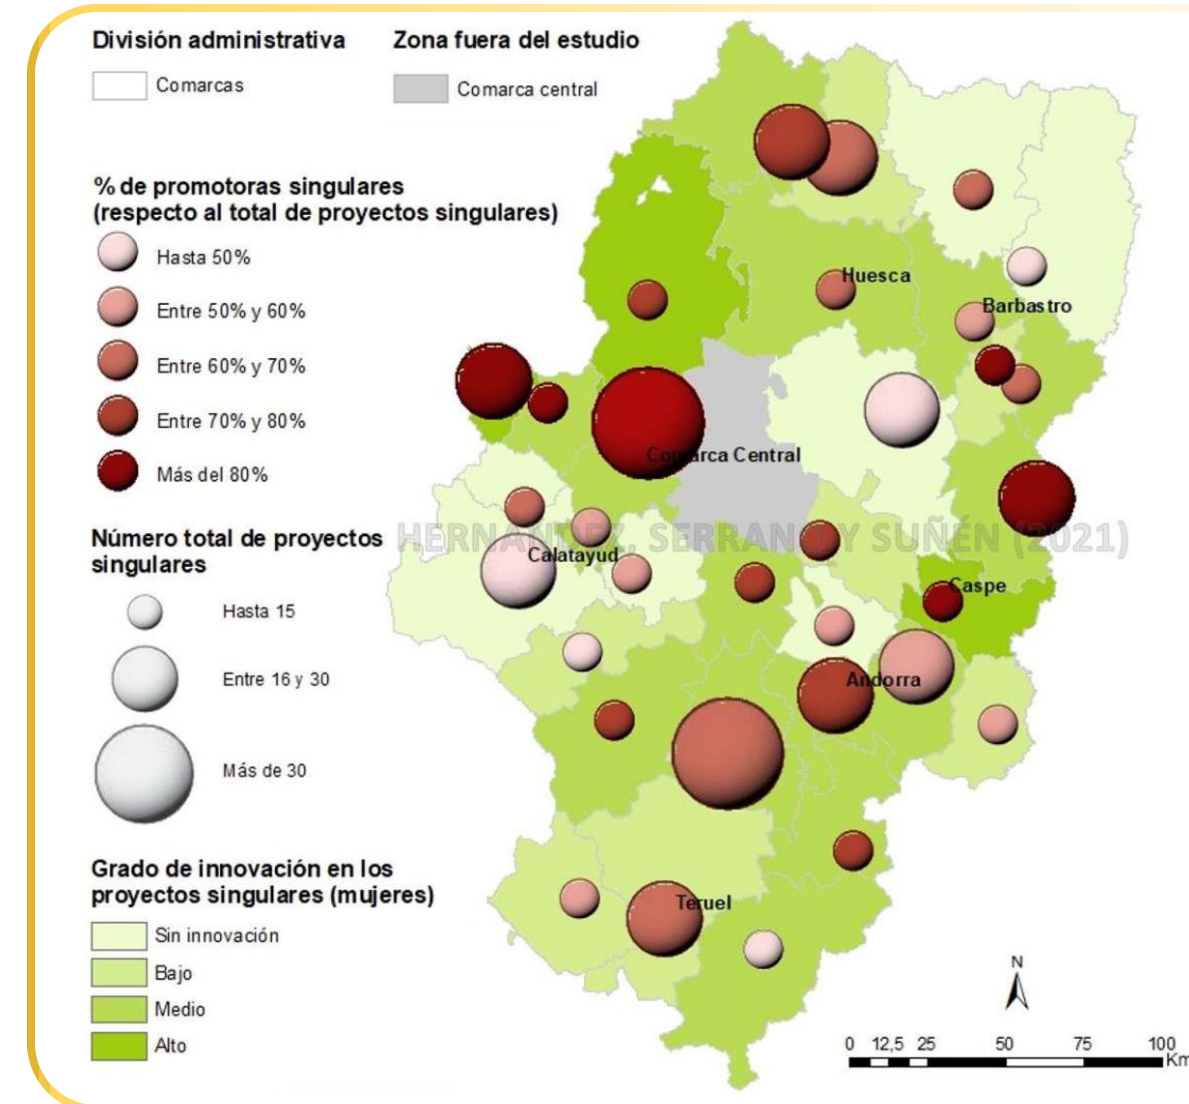 División administrativa
Comarcas
Zona fuera del estudio
Comarca central
% de promotoras singulares
(respecto al total de proyectos singulares)
Hasta 50%
Entre 50% y 60%
Entre 60% y 70%
Entre 70% y 80%
Más del 80%
Número total de proyectos
singulares
Hasta 15
Entre 16 y 30
Más de 30
Grado de innovación en los
proyectos singulares (mujeres)
Sin innovación
Bajo
Medio
Alto
Huesca
Barbastro
Comarca Central
HERNÁNDEZ, SERRANO Y SUÑÉN (2021)
Calatayud
Caspe
Andorra
Teruel
N
0 12,5 25 50 75 100
Km